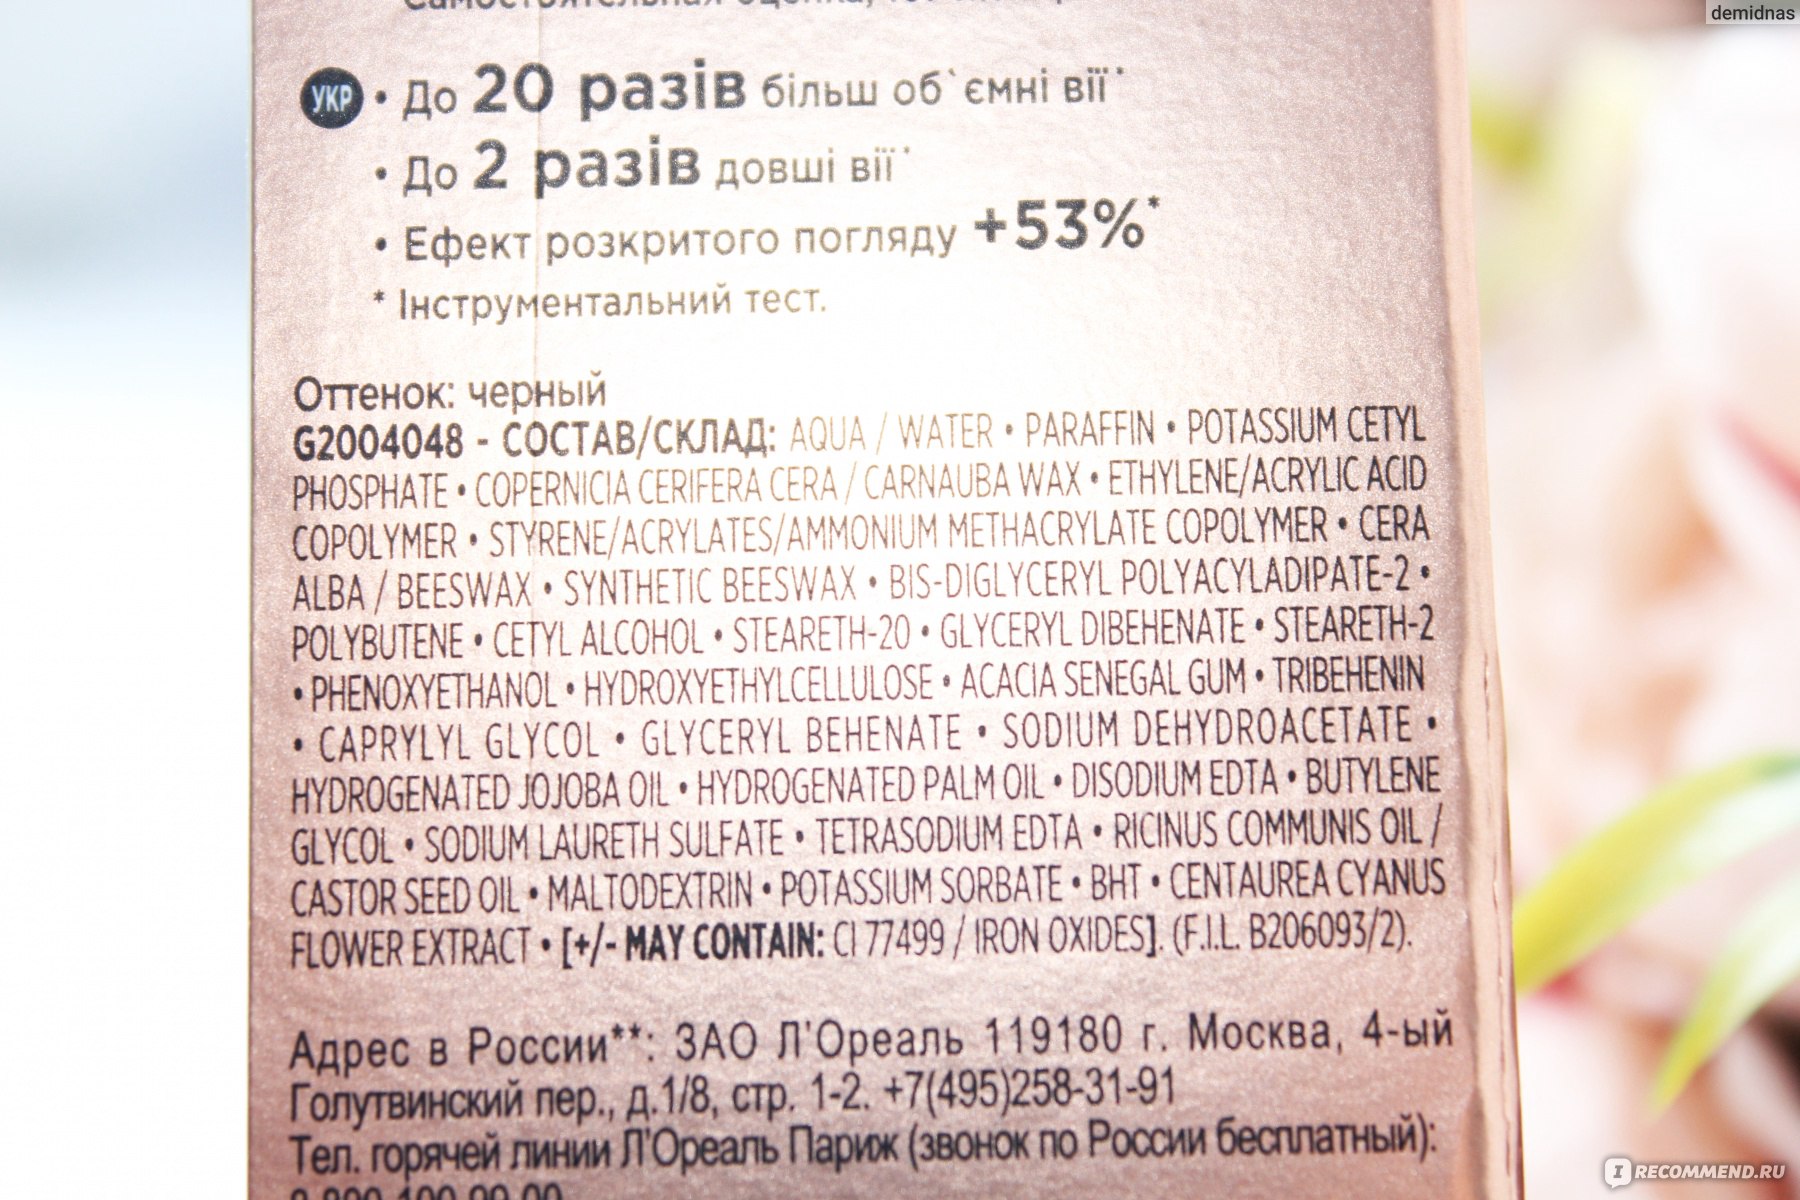 demidnas
УКР • До 20 разів більш об`ємні вії*
• До 2 разів довші вії*
• Ефект розкритого погляду +53%*
* Інструментальний тест.
Оттенок: черный
G2004048 - СОСТАВ/СКЛАД: AQUA / WATER • PARAFFIN • POTASSIUM CETYL
PHOSPHATE • COPERNICIA CERIFERA CERA / CARNAUBA WAX • ETHYLENE/ACRYLIC ACID
COPOLYMER • STYRENE/ACRYLATES/AMMONIUM METHACRYLATE COPOLYMER • CERA
ALBA / BEESWAX • SYNTHETIC BEESWAX • BIS-DIGLYCERYL POLYACYLADIPATE-2 •
POLYBUTENE • CETYL ALCOHOL • STEARETH-20 • GLYCERYL DIBEHENATE • STEARETH-2
• PHENOXYETHANOL • HYDROXYETHYLCELLULOSE • ACACIA SENEGAL GUM • TRIBEHENIN
• CAPRYLYL GLYCOL • GLYCERYL BEHENATE • SODIUM DEHYDROACETATE •
HYDROGENATED JOJOBA OIL • HYDROGENATED PALM OIL • DISODIUM EDTA • BUTYLENE
GLYCOL • SODIUM LAURETH SULFATE • TETRASODIUM EDTA • RICINUS COMMUNIS OIL /
CASTOR SEED OIL • MALTODEXTRIN • POTASSIUM SORBATE • BHT • CENTAUREA CYANUS
FLOWER EXTRACT • [+/- MAY CONTAIN: CI 77499 / IRON OXIDES]. (F.I.L. B206093/2).
Адрес в России**: ЗАО Л'Ореаль 119180 г. Москва, 4-ый
Голутвинский пер., д.1/8, стр. 1-2. +7(495)258-31-91
Тел. горячей линии Л'Ореаль Париж (звонок по России бесплатный):
I RECOMMEND.RU